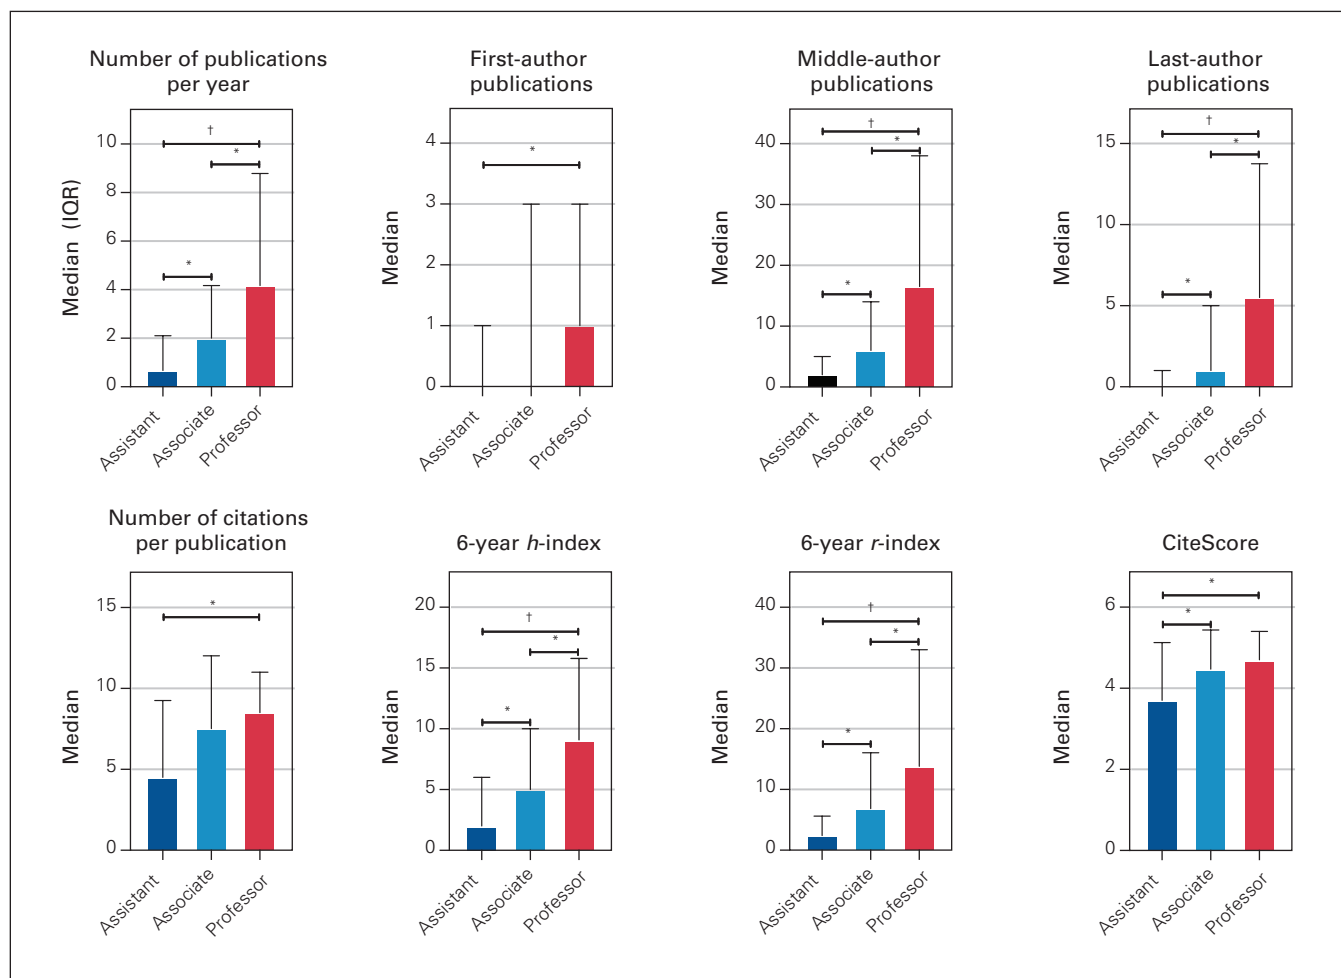 Number of publications
per year
Median (IQR)
10
8
6
4
2
0
†
*
*
Assistant
Associate
Professor
First-author
publications
Median
4
3
2
1
0
*
Assistant
Associate
Professor
Middle-author
publications
Median
40
30
20
10
0
†
*
*
Assistant
Associate
Professor
Last-author
publications
Median
15
10
5
0
†
*
*
Assistant
Associate
Professor
Number of citations
per publication
Median
15
10
5
0
*
Assistant
Associate
Professor
6-year h-index
Median
20
15
10
5
0
†
*
*
Assistant
Associate
Professor
6-year r-index
Median
40
30
20
10
0
†
*
*
Assistant
Associate
Professor
CiteScore
Median
6
4
2
0
*
*
Assistant
Associate
Professor